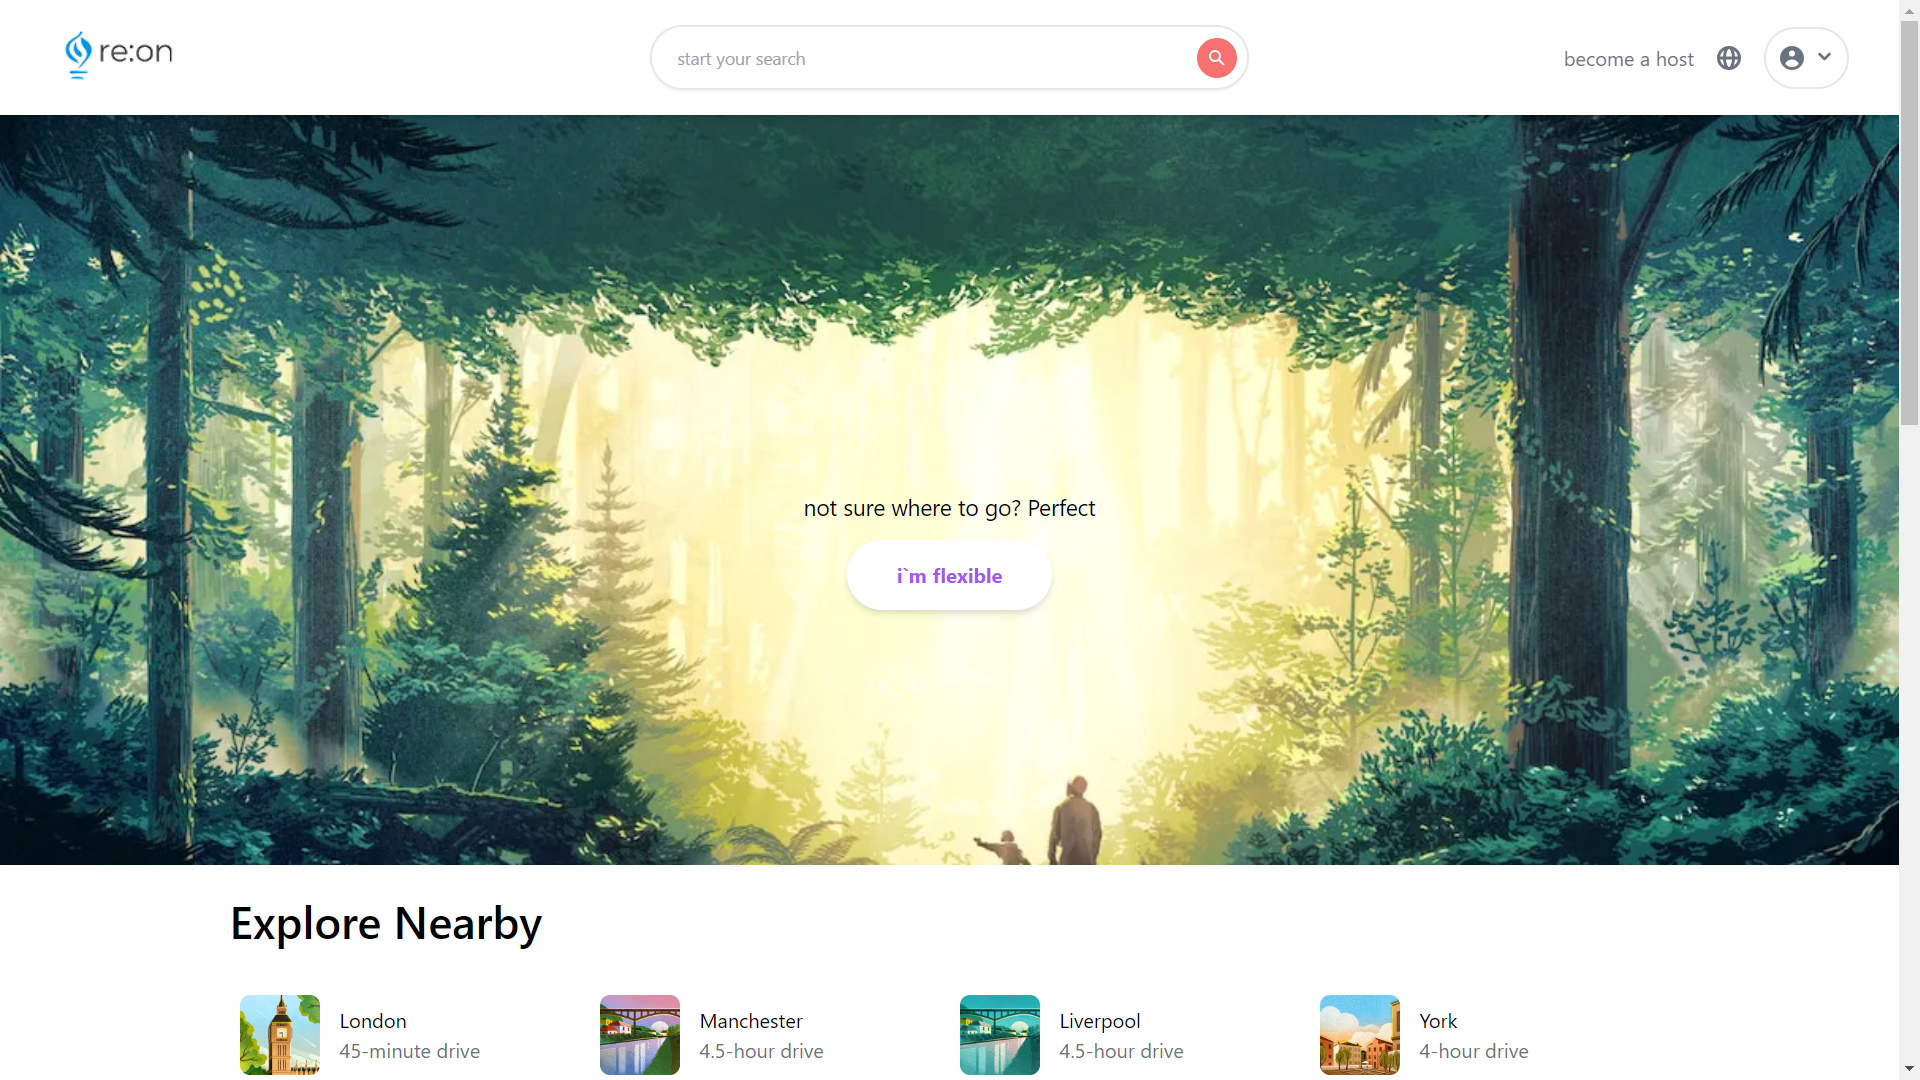 re:on
start your search
become a host
not sure where to go? Perfect
i`m flexible
Explore Nearby
London
45-minute drive
Manchester
4.5-hour drive
Liverpool
4.5-hour drive
York
4-hour drive